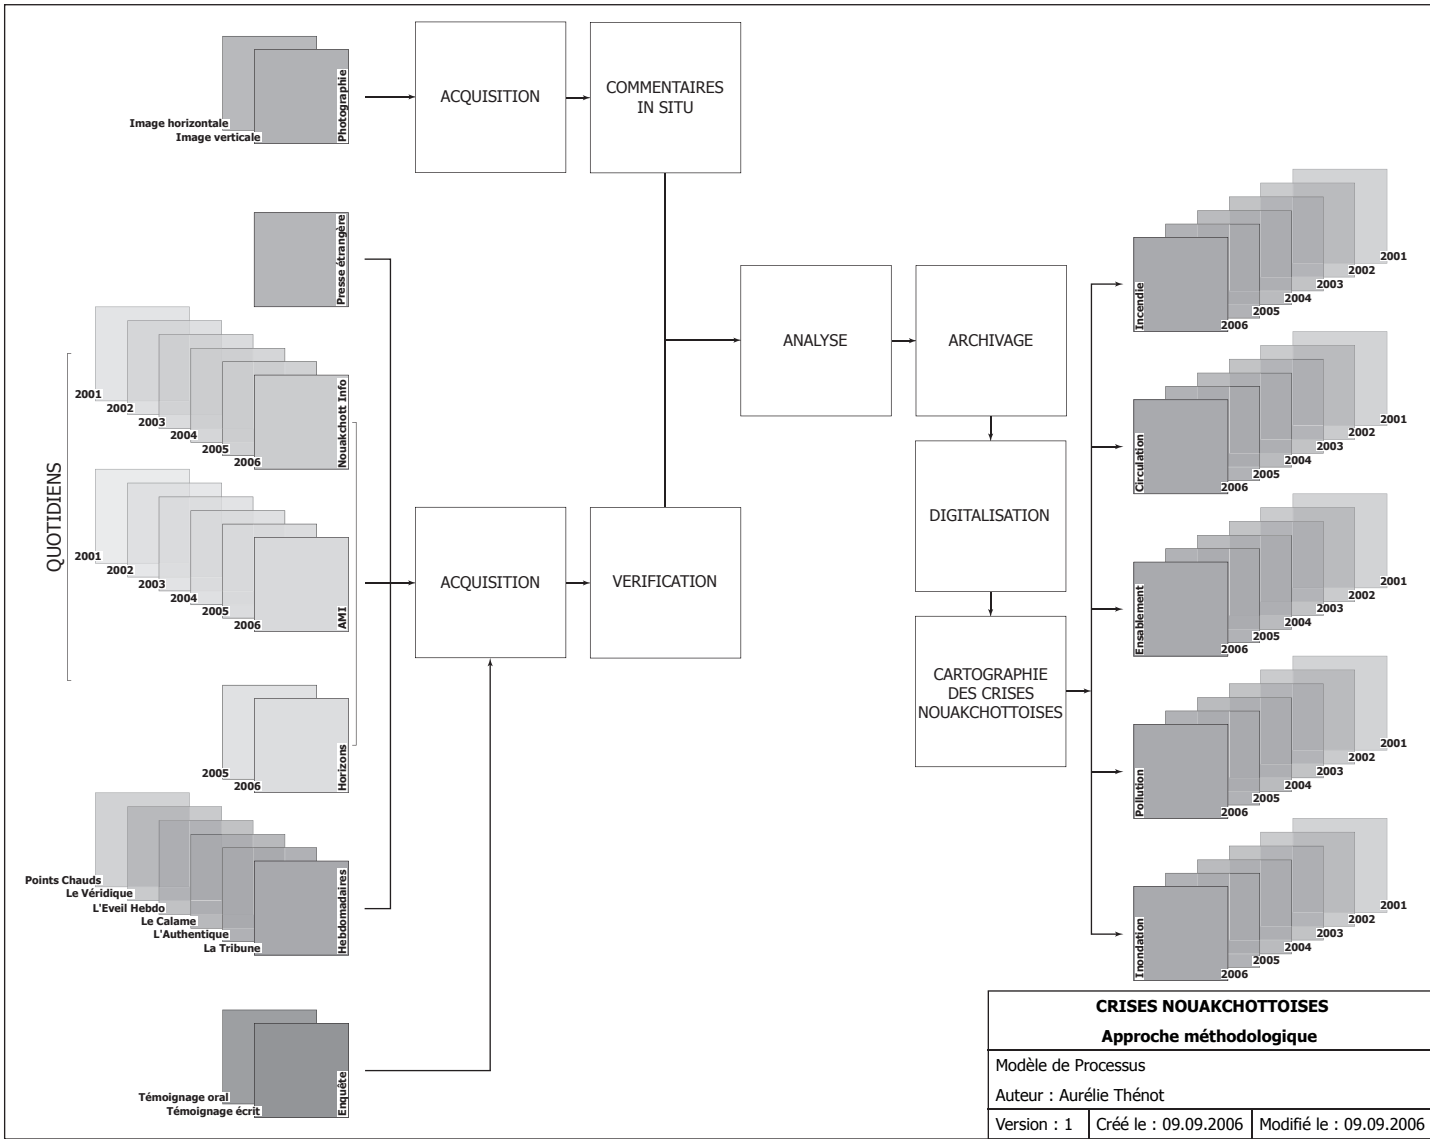 Photographie
Image horizontale
Image verticale
ACQUISITION
COMMENTAIRES
IN SITU
Presse étrangère
QUOTIDIENS
2001
2002
2003
2004
2005
2006
Nouakchott Info
2001
2002
2003
2004
2005
2006
AMI
2005
2006
Horizons
Points Chauds
Le Véridique
L'Eveil Hebdo
Le Calame
L'Authentique
La Tribune
Hebdomadaires
Témoignage oral
Témoignage écrit
Enquête
ACQUISITION
VERIFICATION
ANALYSE
ARCHIVAGE
DIGITALISATION
CARTOGRAPHIE
DES CRISES
NOUAKCHOTTOISES
Incendie
2006
2005
2004
2003
2002
2001
Circulation
2006
2005
2004
2003
2002
2001
Ensablement
2006
2005
2004
2003
2002
2001
Pollution
2006
2005
2004
2003
2002
2001
Inondation
2006
2005
2004
2003
2002
2001
CRISES NOUAKCHOTTOISES
Approche méthodologique
Modèle de Processus
Auteur : Aurélie Thénot
Version : 1 Créé le : 09.09.2006 Modifié le : 09.09.2006